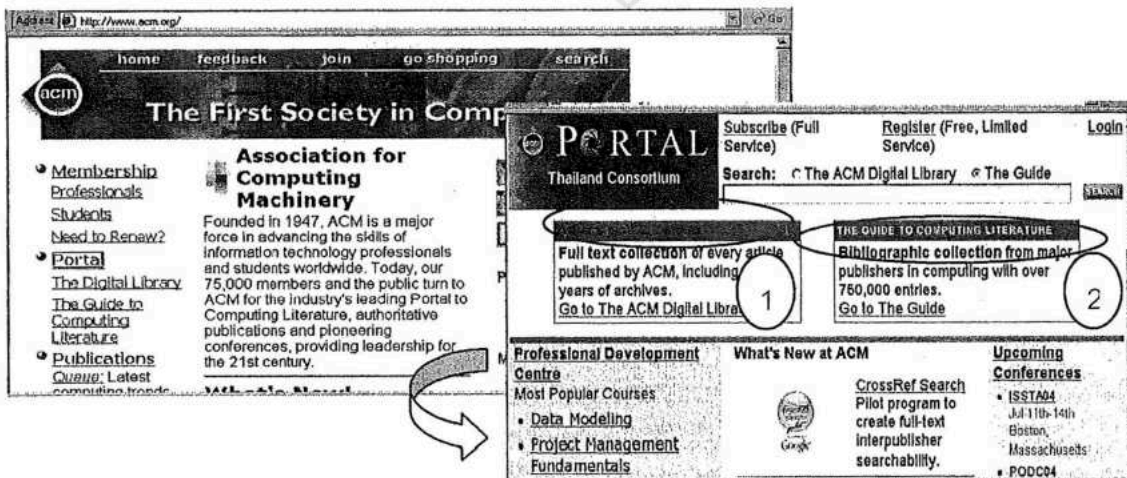 Address http://www.acm.org/ Go
home feedback join go shopping search
acm
The First Society in Comp
Membership
Professionals
Students
Need to Renew?
Portal
The Digital Library
The Guide to
Computing
Literature
Publications
Queue: Latest
computing trends
Association for
Computing
Machinery
Founded in 1947, ACM is a major
force in advancing the skills of
information technology professionals
and students worldwide. Today, our
75,000 members and the public turn to
ACM for the industry's leading Portal to
Computing Literature, authoritative
publications and pioneering
conferences, providing leadership for
the 21st century.
What's New!
PORTAL
Thailand Consortium
Subscribe (Full
Service)
Register (Free, Limited
Service)
Login
Search: The ACM Digital Library The Guide
SEARCH
Full text collection of every article
published by ACM, including
years of archives.
Go to The ACM Digital Libra
1
THE GUIDE TO COMPUTING LITERATURE
Bibliographic collection from major
publishers in computing with over
750,000 entries.
Go to The Guide
2
Professional Development
Centre
Most Popular Courses
Data Modeling
Project Management
Fundamentals
What's New at ACM
Google
CrossRef Search
Pilot program to
create full-text
interpublisher
searchability.
Upcoming
Conferences
ISSTA04
Jul 11th-14th
Boston,
Massachusetts
PODC04